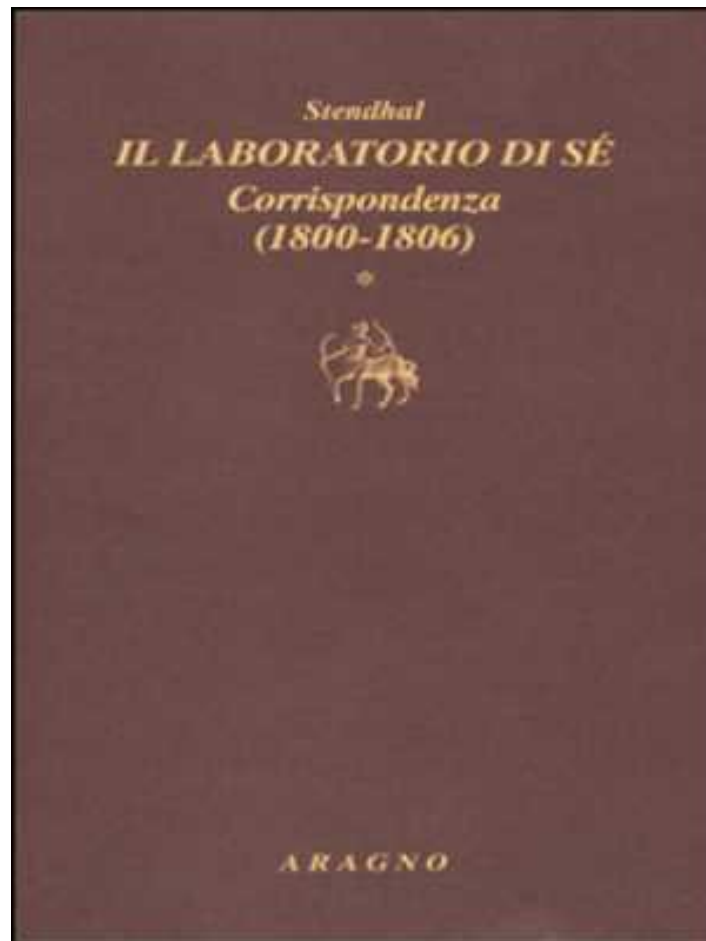 Stendhal
IL LABORATORIO DI SÉ
Corrispondenza
(1800-1806)
*
ARAGNO